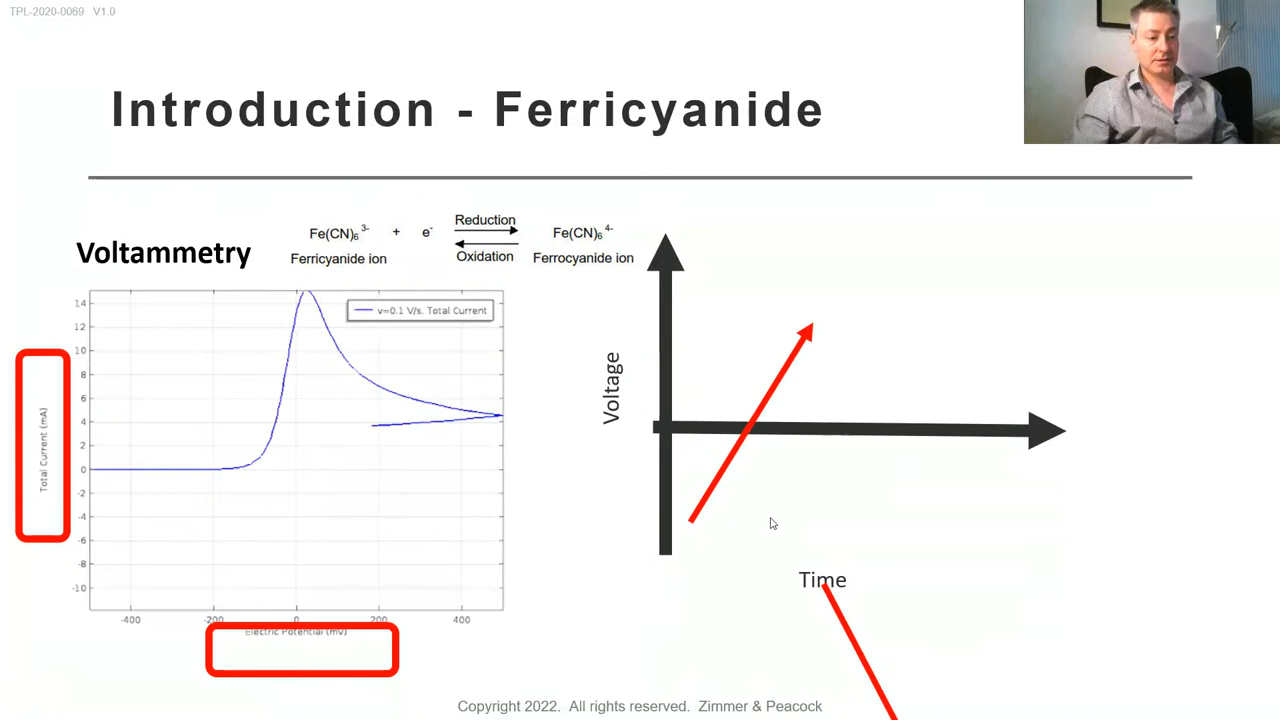 TPL-2020-0069 V1.0
Introduction - Ferricyanide
Voltammetry
Fe(CN)6 3- + e- Reduction Fe(CN)6 4-
Ferricyanide ion Oxidation Ferrocyanide ion
v=0.1 V/s, Total Current
14
12
10
8
6
4
2
0
-2
-4
-6
-8
-10
Total Current (mA)
-400 -200 0 200 400
Electric Potential (mV)
Voltage
Time
Copyright 2022. All rights reserved. Zimmer & Peacock